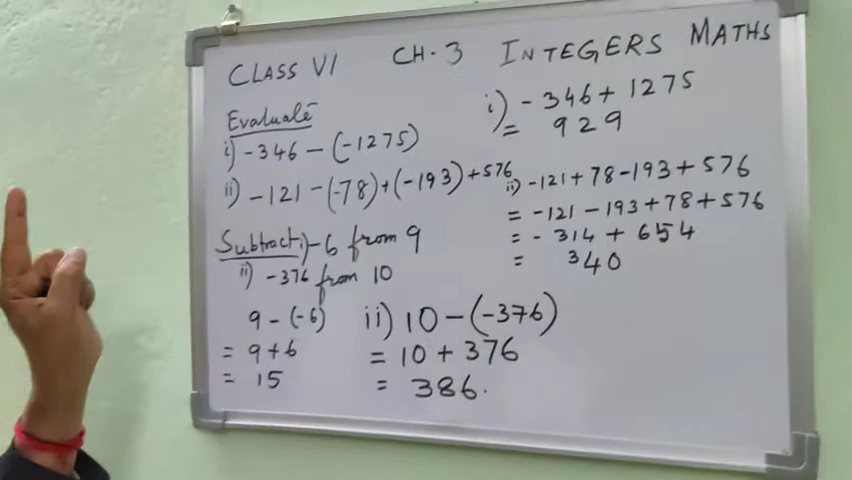 CLASS VI CH. 3 INTEGERS MATHS
Evaluate
i) -346 - (-1275)
ii) -121 - (-78) + (-193) + 576
Subtract i) -6 from 9
ii) -376 from 10
9 - (-6)
= 9 + 6
= 15
ii) 10 - (-376)
= 10 + 376
= 386.
i) - 346 + 1275
= 929
ii) -121 + 78 - 193 + 576
= -121 - 193 + 78 + 576
= - 314 + 654
= 340